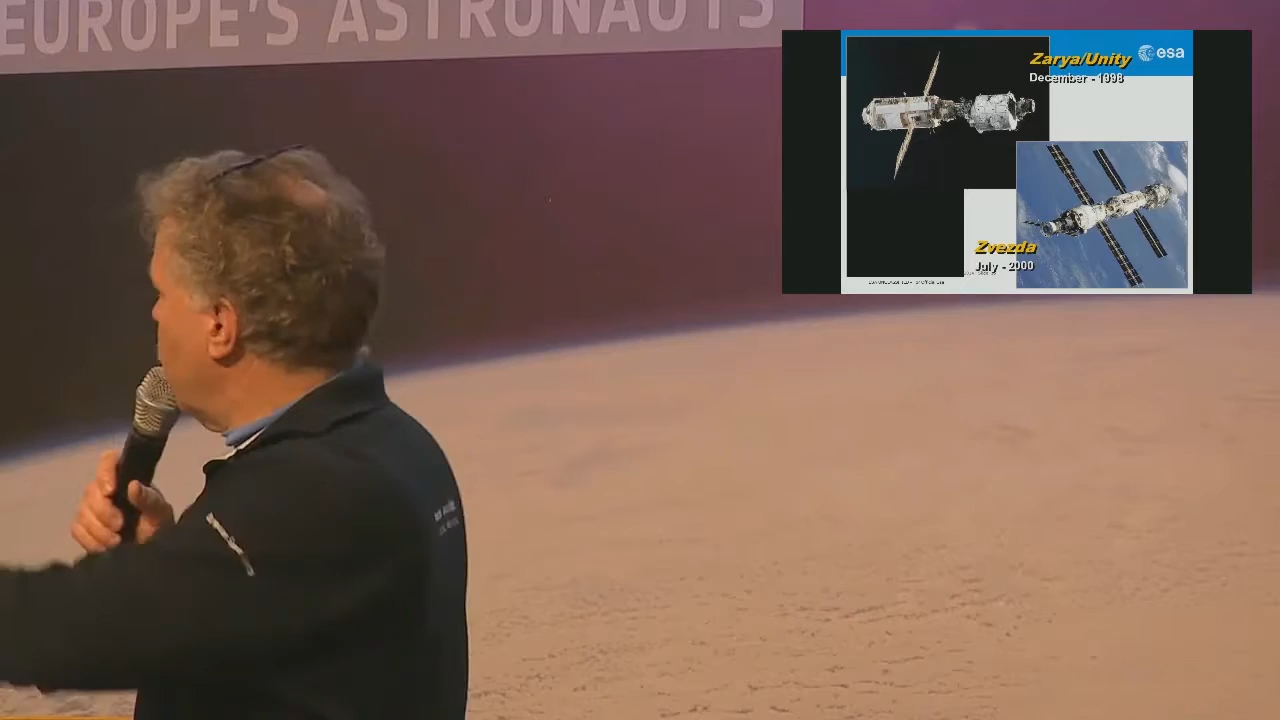 EUROPE'S ASTRONAUTS
Zarya/Unity
esa
December - 1998
Zvezda
July - 2000